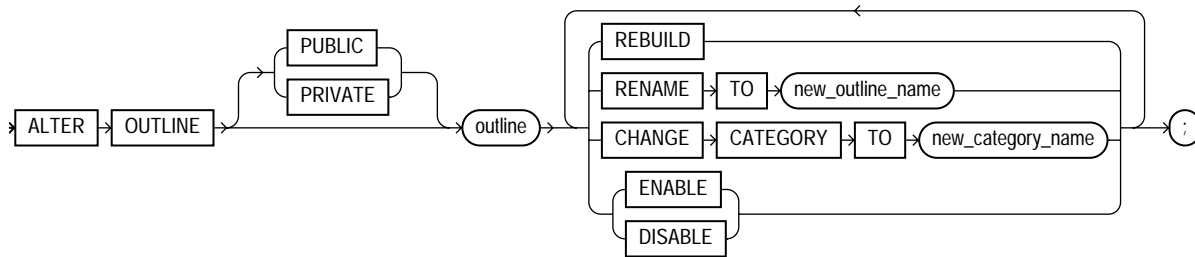 PUBLIC
PRIVATE
ALTER OUTLINE outline
REBUILD
RENAME TO new_outline_name
CHANGE CATEGORY TO new_category_name ;
ENABLE
DISABLE